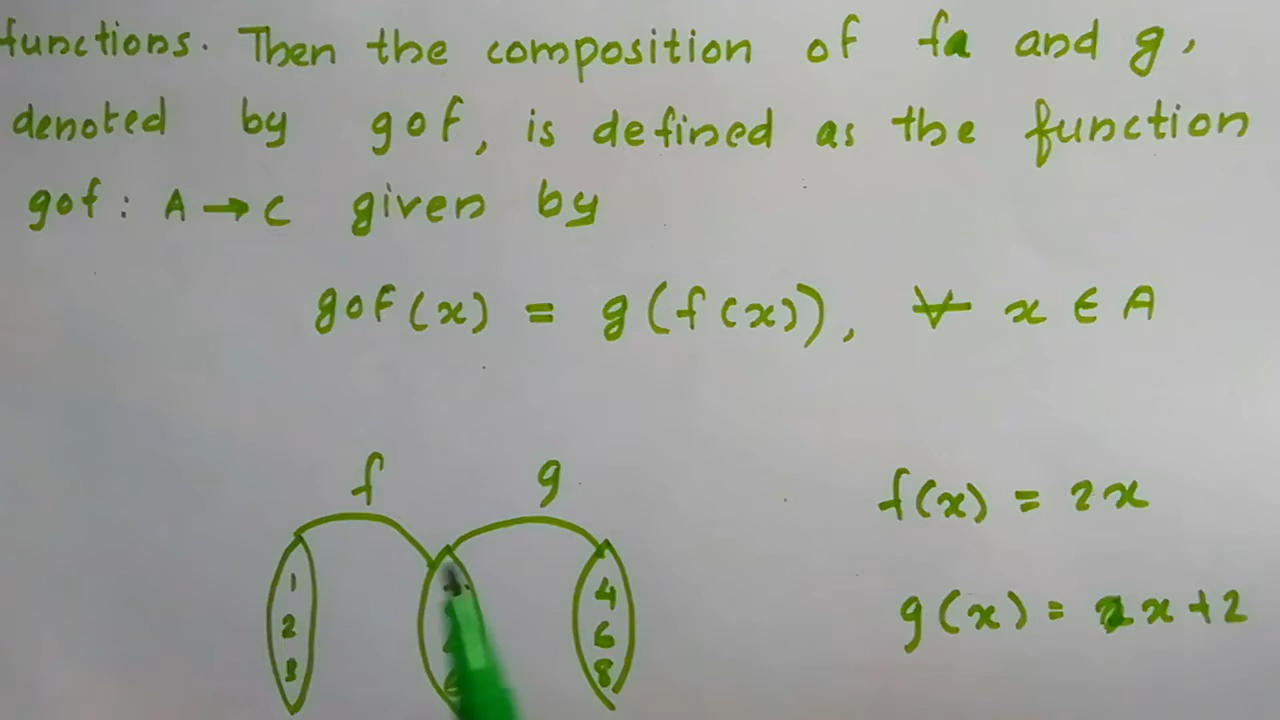 functions. Then the composition of fa and g,
denoted by gof, is defined as the function
gof: A → C given by
gof(x) = g(f(x)), ∀ x ∈ A
f g
f(x) = 2x
1 4
2 6
3 8
g(x) = x+2